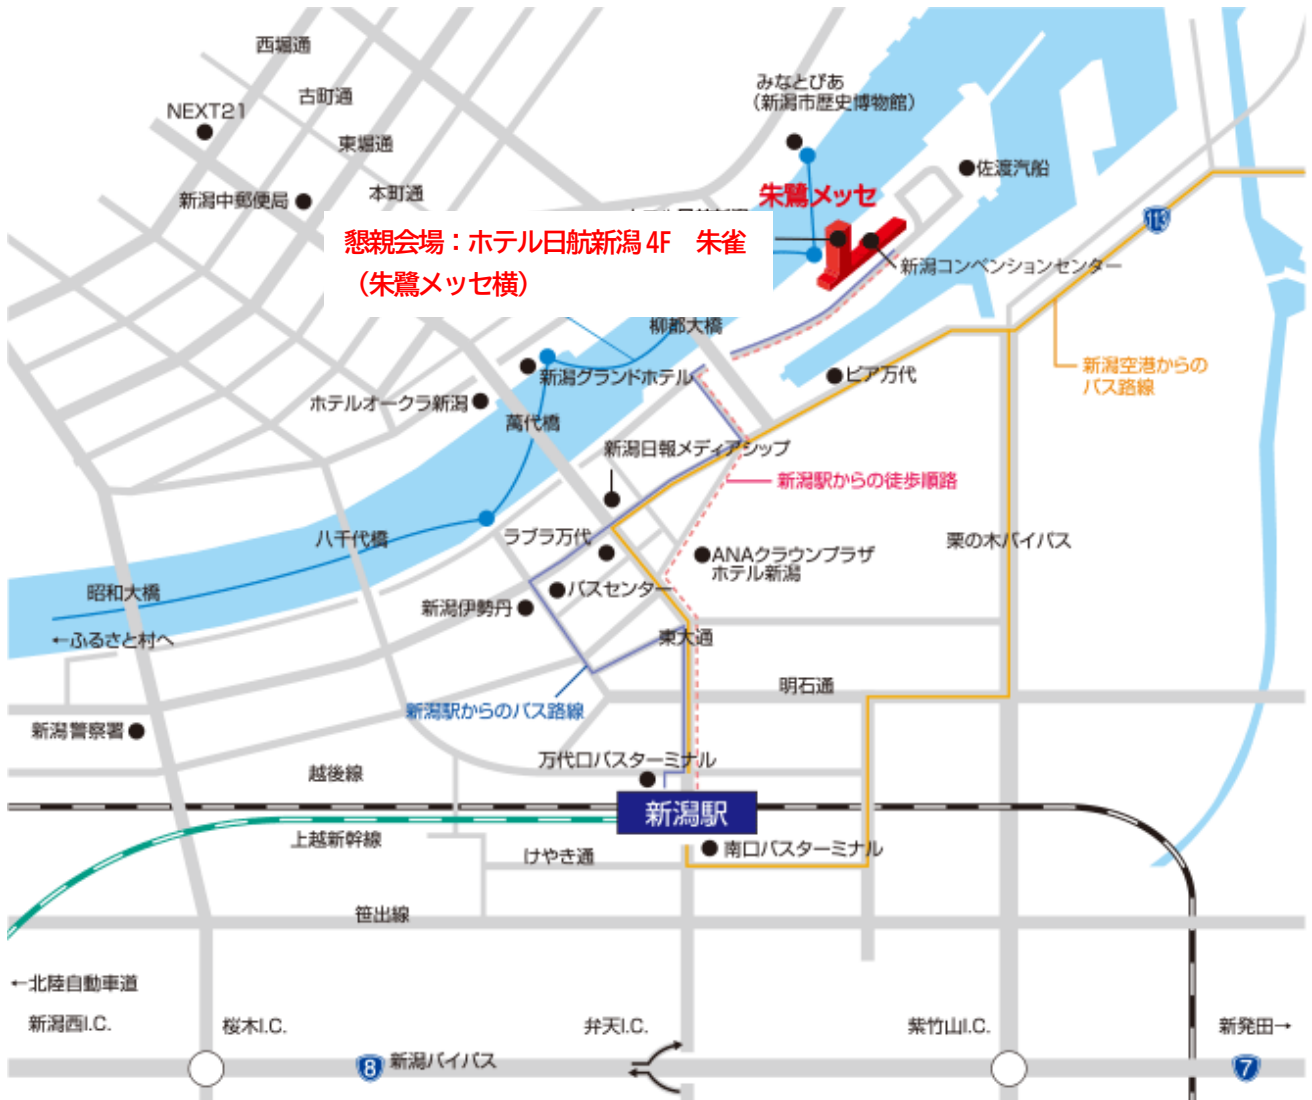 西堀通
みなとぴあ
（新潟市歴史博物館）
古町通
NEXT21
東堀通
佐渡汽船
本町通
朱鷺メッセ
新潟中郵便局
113
懇親会場：ホテル日航新潟 4F　朱雀
（朱鷺メッセ横）
新潟コンベンションセンター
柳都大橋
新潟空港からの
バス路線
新潟グランドホテル
ピア万代
ホテルオークラ新潟
萬代橋
新潟日報メディアシップ
新潟駅からの徒歩順路
八千代橋
ラブラ万代
栗の木バイパス
ANAクラウンプラザ
ホテル新潟
昭和大橋
バスセンター
新潟伊勢丹
←ふるさと村へ
東大通
明石通
新潟駅からのバス路線
新潟警察署
万代口バスターミナル
越後線
新潟駅
上越新幹線
けやき通
南口バスターミナル
笹出線
←北陸自動車道
新潟西I.C.
桜木I.C.
弁天I.C.
紫竹山I.C.
新発田→
8
新潟バイパス
7